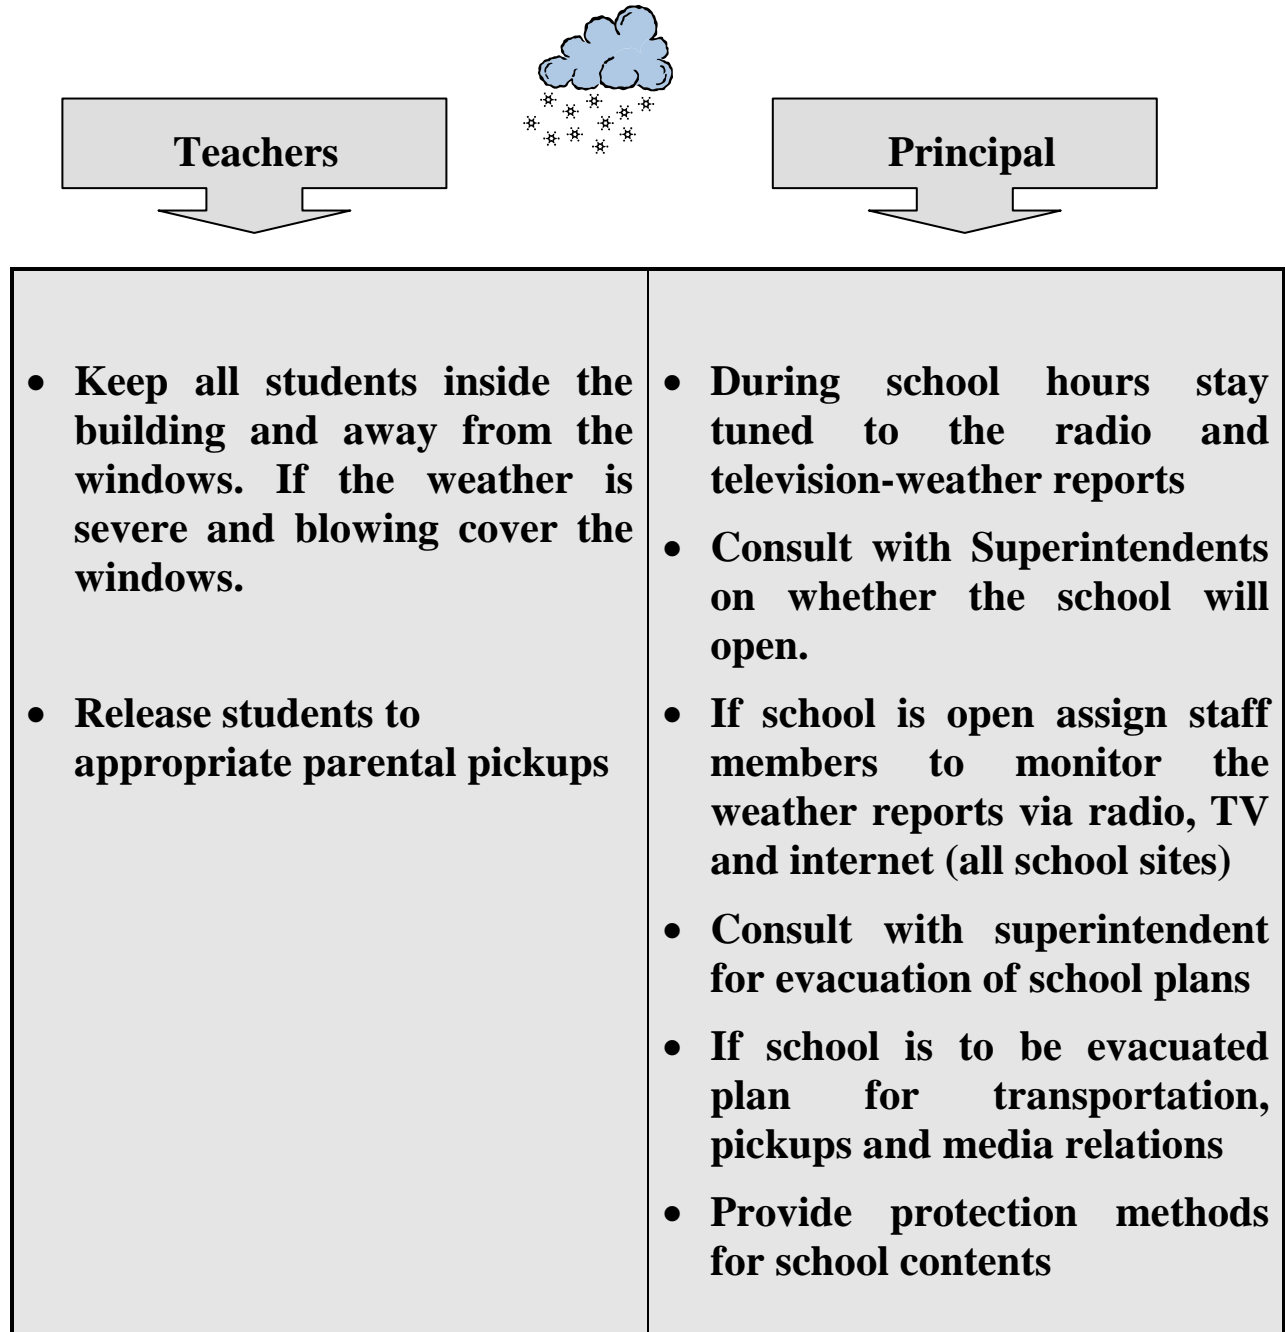 Teachers
Principal
• Keep all students inside the
building and away from the
windows. If the weather is
severe and blowing cover the
windows.
• Release students to
appropriate parental pickups
• During school hours stay
tuned to the radio and
television-weather reports
• Consult with Superintendents
on whether the school will
open.
• If school is open assign staff
members to monitor the
weather reports via radio, TV
and internet (all school sites)
• Consult with superintendent
for evacuation of school plans
• If school is to be evacuated
plan for transportation,
pickups and media relations
• Provide protection methods
for school contents